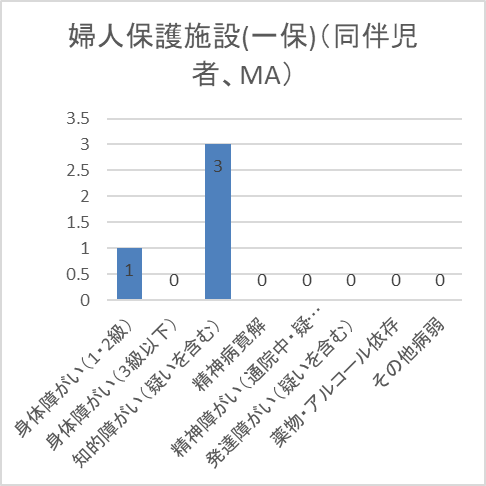 婦人保護施設(一保)（同伴児
者、MA）
3.5
3
2.5
2
1.5
1
0.5
0
1
0
3
0
0
0
0
0
身体障がい（1・2級）
身体障がい（3級以下）
知的障がい（疑いを含む）
精神病寛解
精神障がい（通院中・疑…
発達障がい（疑いを含む）
薬物・アルコール依存
その他病弱